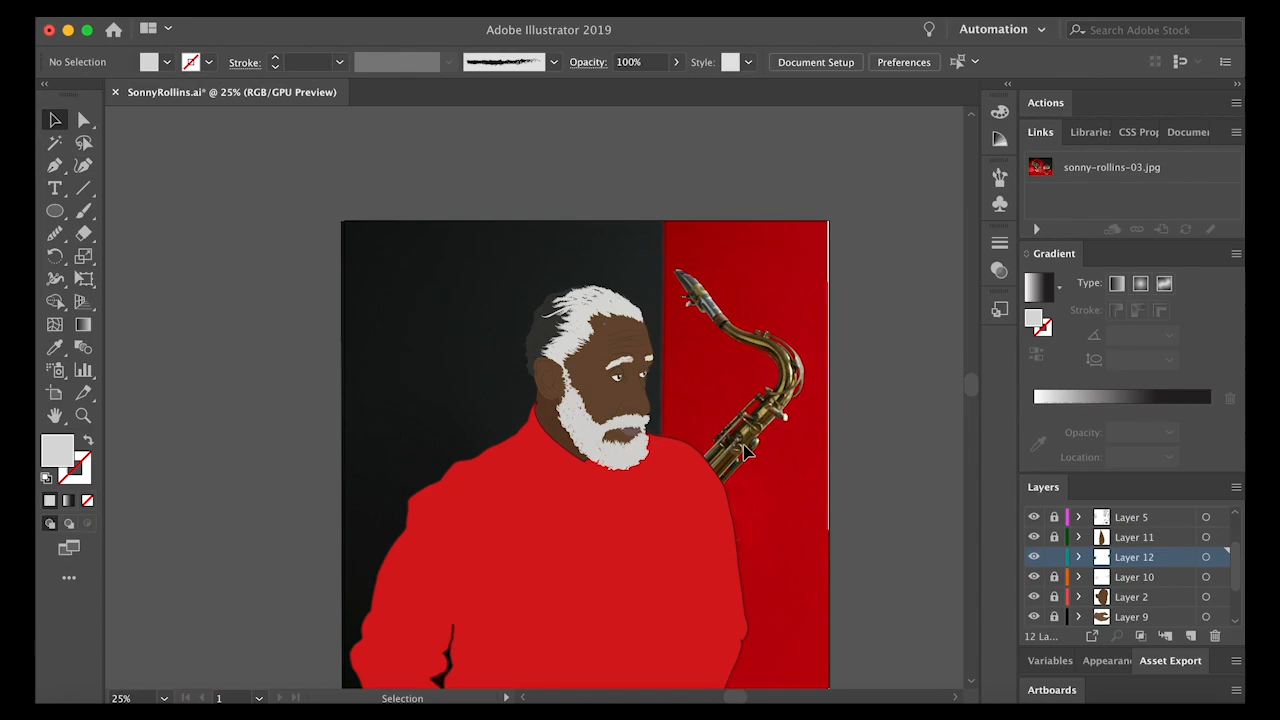 Adobe Illustrator 2019
Automation
Search Adobe Stock
No Selection
Stroke:
Opacity:
100%
Style:
Document Setup
Preferences
SonnyRollins.ai* @ 25% (RGB/GPU Preview)
Actions
Links
Libraries
CSS Prop
Documen
sonny-rollins-03.jpg
Gradient
Type:
Stroke:
Opacity:
Location:
Layers
Layer 5
Layer 11
Layer 12
Layer 10
Layer 2
Layer 9
12 La...
Variables
Appearan
Asset Export
Artboards
25%
1
Selection